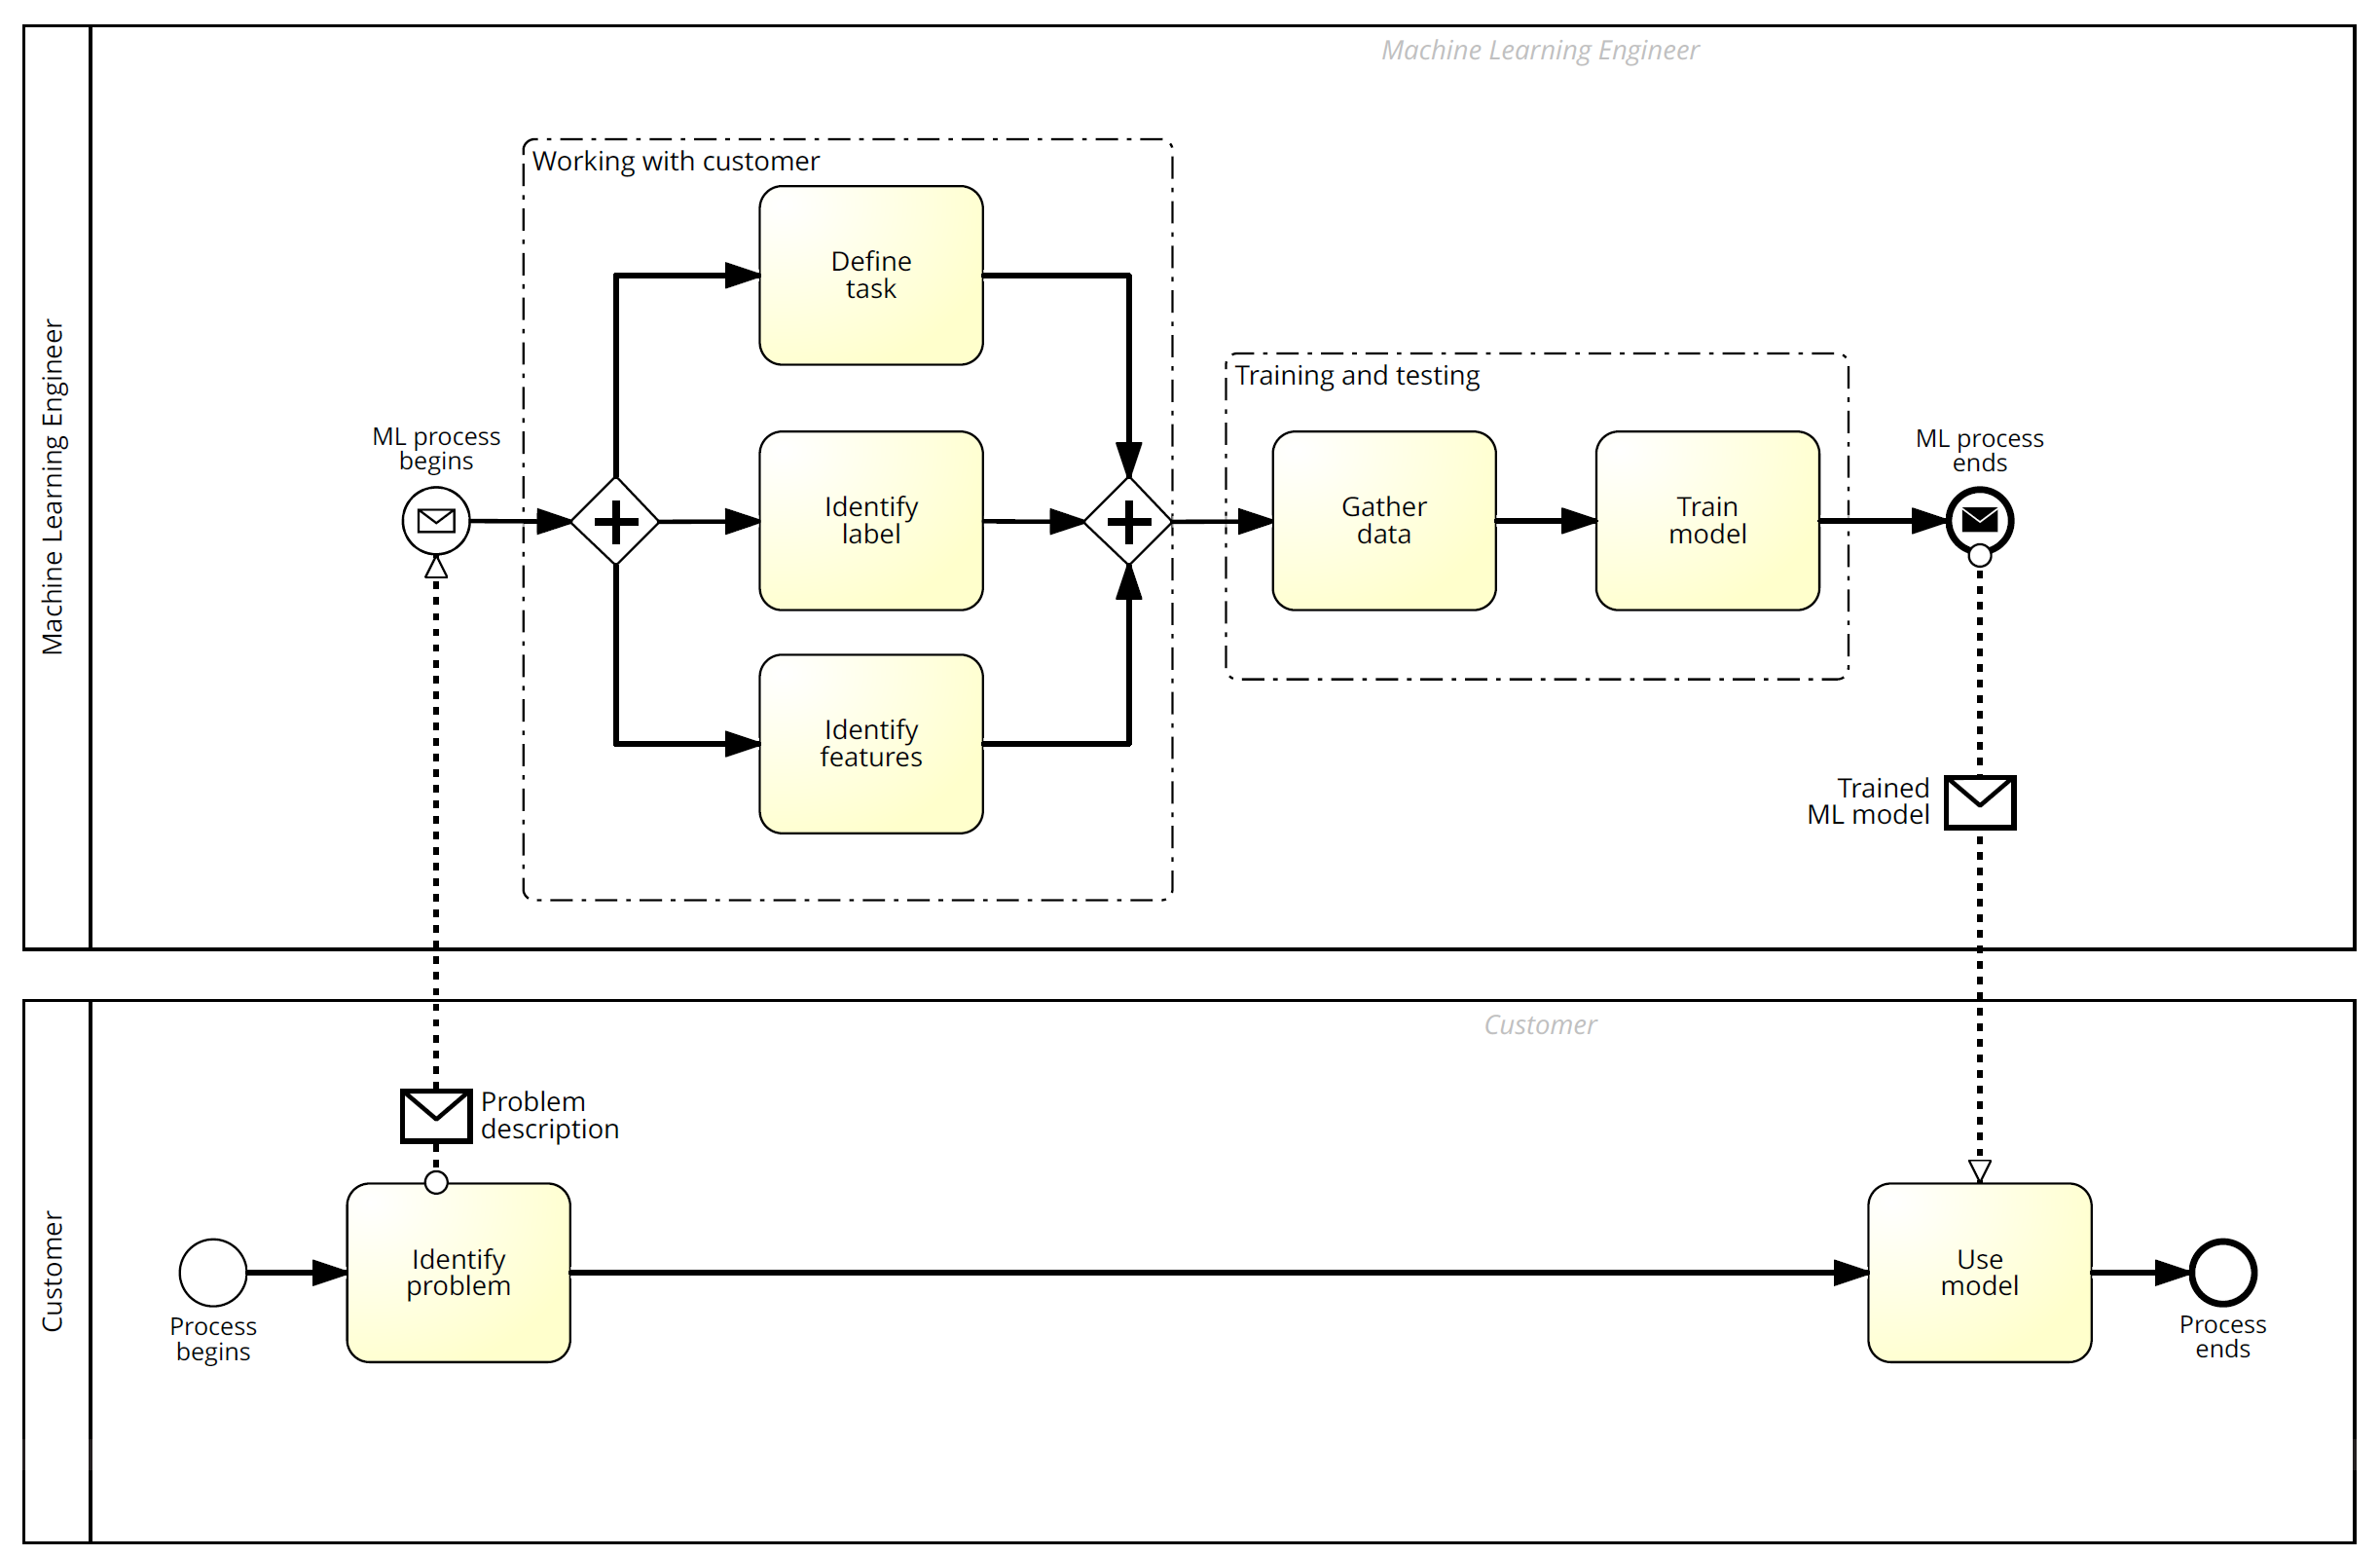 Machine Learning Engineer
Machine Learning Engineer
Working with customer
Define
task
Training and testing
ML process
begins
Identify
label
Gather
data
Train
model
ML process
ends
Identify
features
Trained
ML model
Customer
Customer
Problem
description
Identify
problem
Use
model
Process
begins
Process
ends